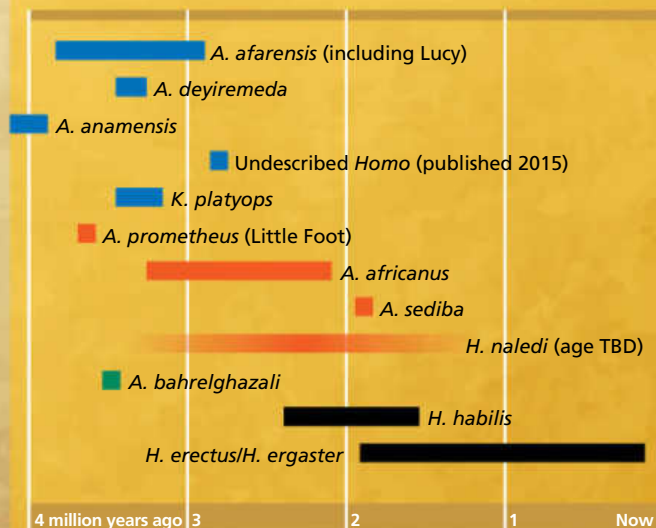 A. afarensis (including Lucy)
A. deyiremeda
A. anamensis
Undescribed Homo (published 2015)
K. platyops
A. prometheus (Little Foot)
A. africanus
A. sediba
H. naledi (age TBD)
A. bahrelghazali
H. habilis
H. erectus/H. ergaster
4 million years ago 3 2 1 Now